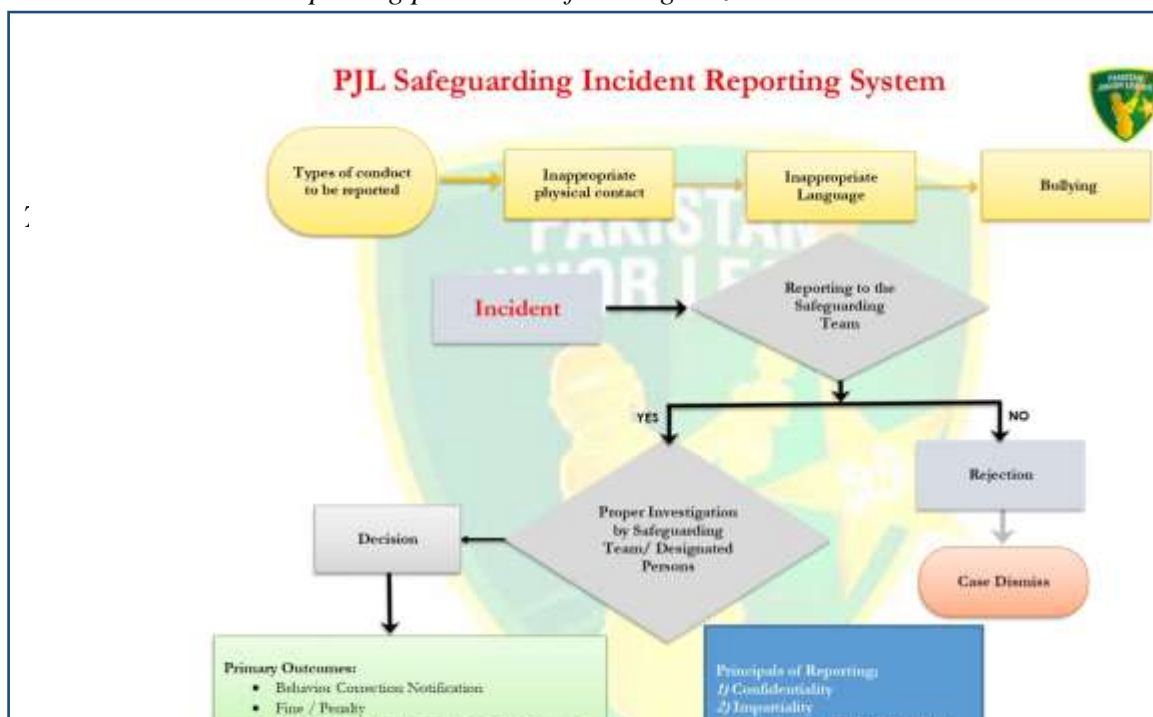 PJL Safeguarding Incident Reporting System
Types of conduct
to be reported
Inappropriate
physical contact
Inappropriate
Language
Bullying
PAKISTAN
Incident
Reporting to the
Safeguarding
Team
YES
NO
Proper Investigation
by Safeguarding
Team/ Designated
Persons
Decision
Rejection
Case Dismiss
Primary Outcomes:
• Behavior Correction Notification
• Fine / Penalty
Principals of Reporting;
1) Confidentiality
2) Impartiality